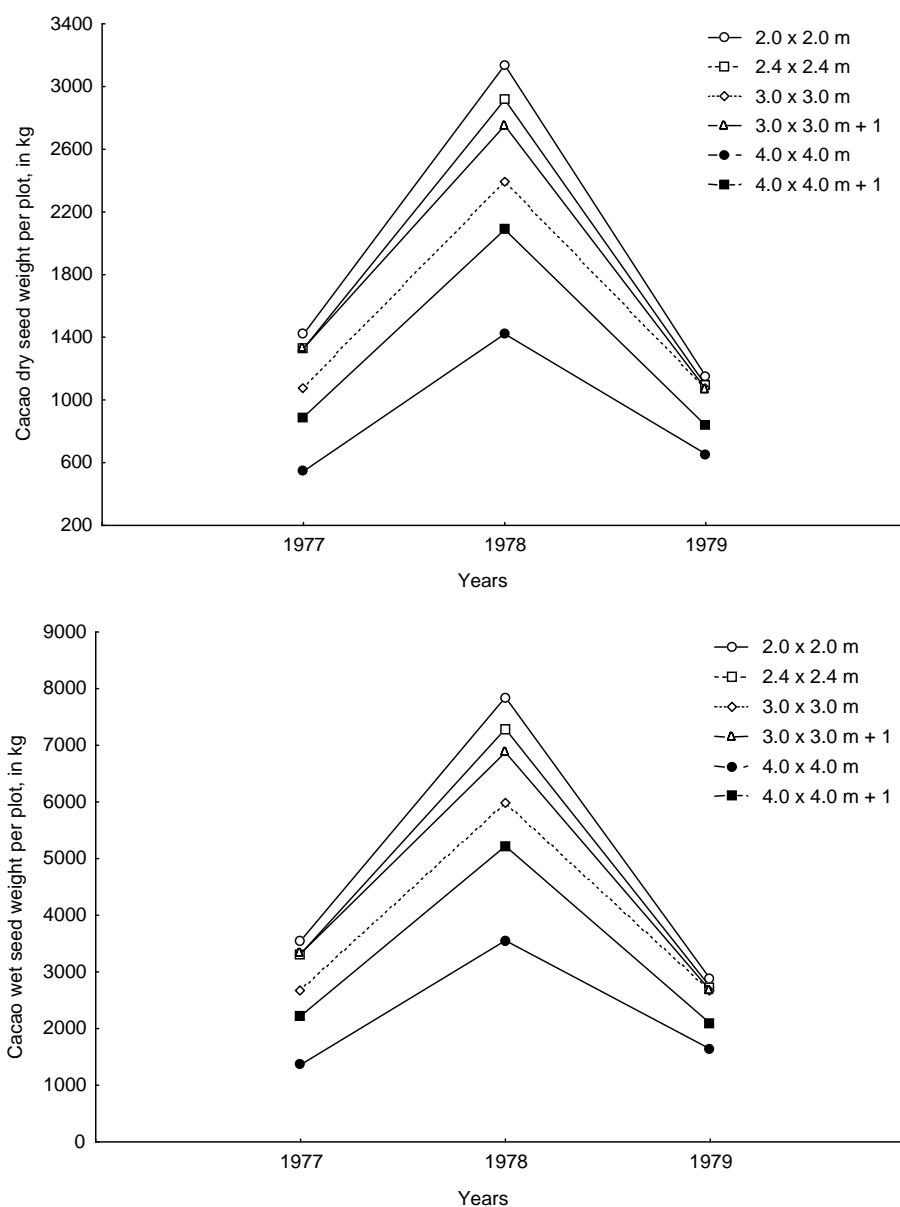 3400
3000
2600
2200
1800
1400
1000
600
200
Cacao dry seed weight per plot, in kg
2.0 x 2.0 m
2.4 x 2.4 m
3.0 x 3.0 m
3.0 x 3.0 m + 1
4.0 x 4.0 m
4.0 x 4.0 m + 1
1977 1978 1979
Years
9000
8000
7000
6000
5000
4000
3000
2000
1000
0
Cacao wet seed weight per plot, in kg
2.0 x 2.0 m
2.4 x 2.4 m
3.0 x 3.0 m
3.0 x 3.0 m + 1
4.0 x 4.0 m
4.0 x 4.0 m + 1
1977 1978 1979
Years